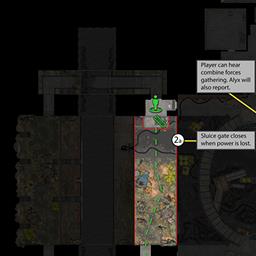 Player can hear
combine forces
gathering. Alyx will
also report.
2a
Sluice gate closes
when power is lost.